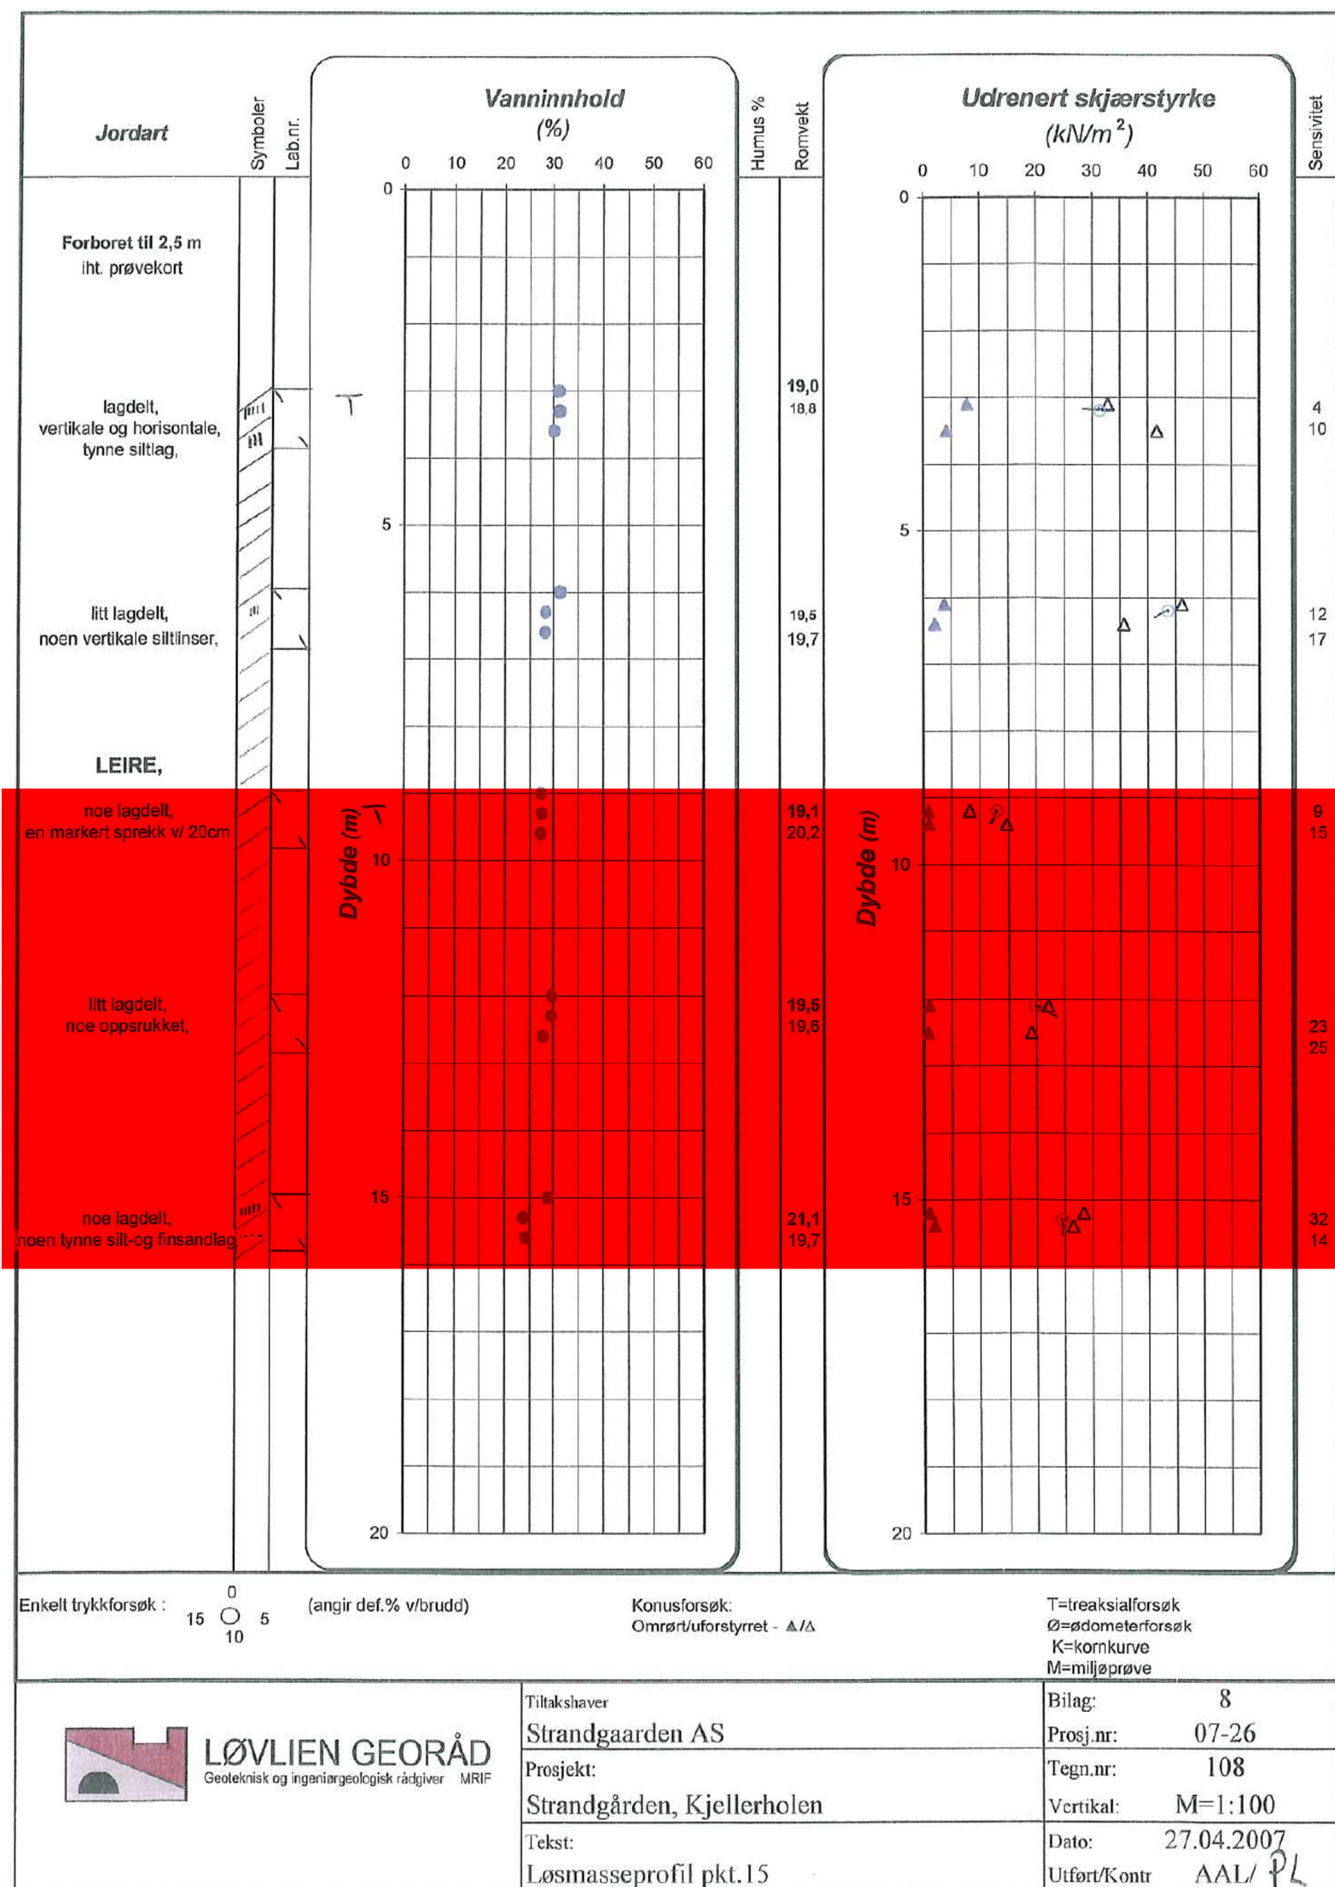 Jordart
Symboler
Lab.nr.
Vanninnhold
(%)
Humus %
Romvekt
Udrenert skjærstyrke
(kN/m²)
Sensivitet
0 10 20 30 40 50 60
0 10 20 30 40 50 60
0
0
Forboret til 2,5 m
iht. prøvekort
lagdelt,
vertikale og horisontale,
tynne siltlag,
T
19,0
18,8
4
10
5
5
litt lagdelt,
noen vertikale siltlinser,
19,5
19,7
12
17
LEIRE,
noe lagdelt,
en markert sprekk v/ 20cm
T
19,1
20,2
9
15
Dybde (m)
10
Dybde (m)
10
litt lagdelt,
noe oppsrukket,
19,5
19,6
23
25
15
15
noe lagdelt,
noen tynne silt-og finsandlag
21,1
19,7
32
14
20
20
Enkelt trykkforsøk :
0
15 5
10
(angir def.% v/brudd)
Konusforsøk:
Omrørt/uforstyrret - ▲/△
T=treaksialforsøk
Ø=ødometerforsøk
K=kornkurve
M=miljøprøve
LØVLIEN GEORÅD
Geoteknisk og ingeniørgeologisk rådgiver MRIF
Tiltakshaver
Strandgaarden AS
Prosjekt:
Strandgården, Kjellerholen
Tekst:
Løsmasseprofil pkt.15
Bilag: 8
Prosj.nr: 07-26
Tegn.nr: 108
Vertikal: M=1:100
Dato: 27.04.2007
Utført/Kontr AAL/ PL